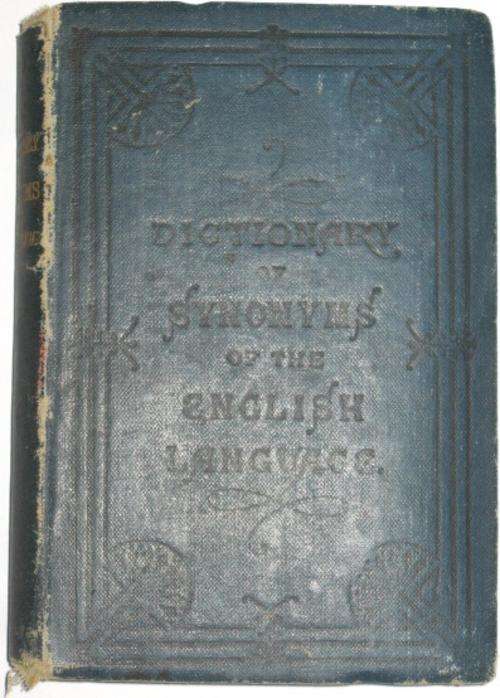 DICTIONARY
OF
SYNONYMS
OF THE
ENGLISH
LANGUAGE.